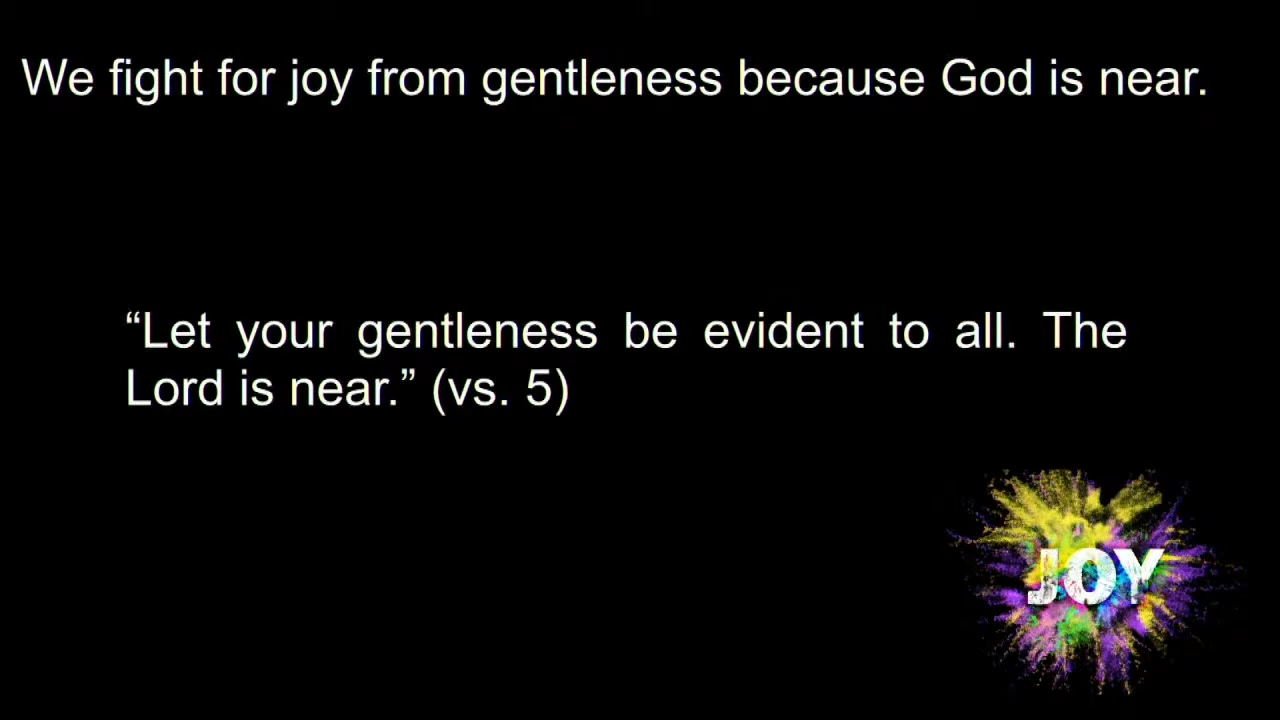 We fight for joy from gentleness because God is near.
“Let your gentleness be evident to all. The
Lord is near.” (vs. 5)
JOY